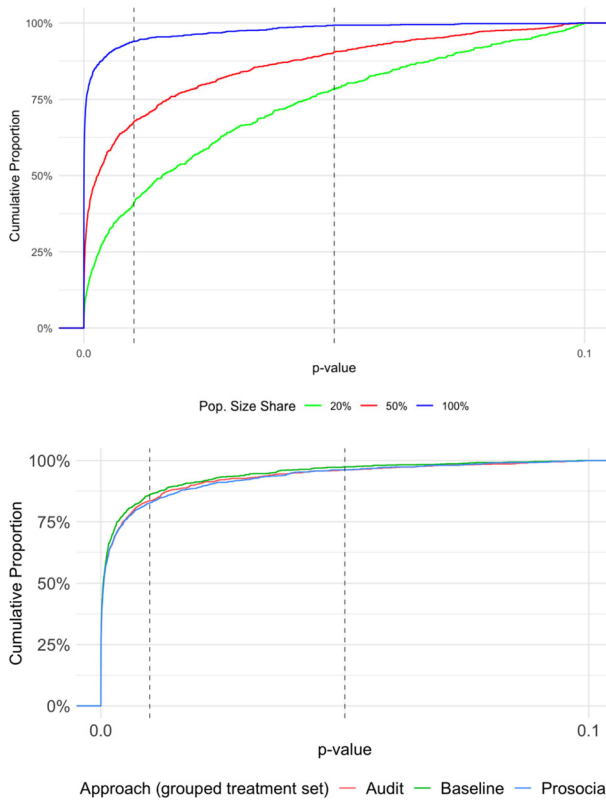 100%
75%
50%
25%
0%
Cumulative Proportion
0.0
0.1
p-value
Pop. Size Share 20% 50% 100%
100%
75%
50%
25%
0%
Cumulative Proportion
0.0
0.1
p-value
Approach (grouped treatment set) Audit Baseline Prosocia